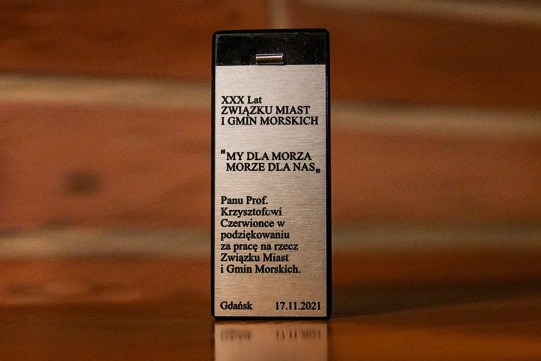 XXX Lat
ZWIĄZKU MIAST
I GMIN MORSKICH
"MY DLA MORZA
MORZE DLA NAS„
Panu Prof.
Krzysztofowi
Czerwionce w
podziękowaniu
za pracę na rzecz
Związku Miast
i Gmin Morskich.
Gdańsk 17.11.2021